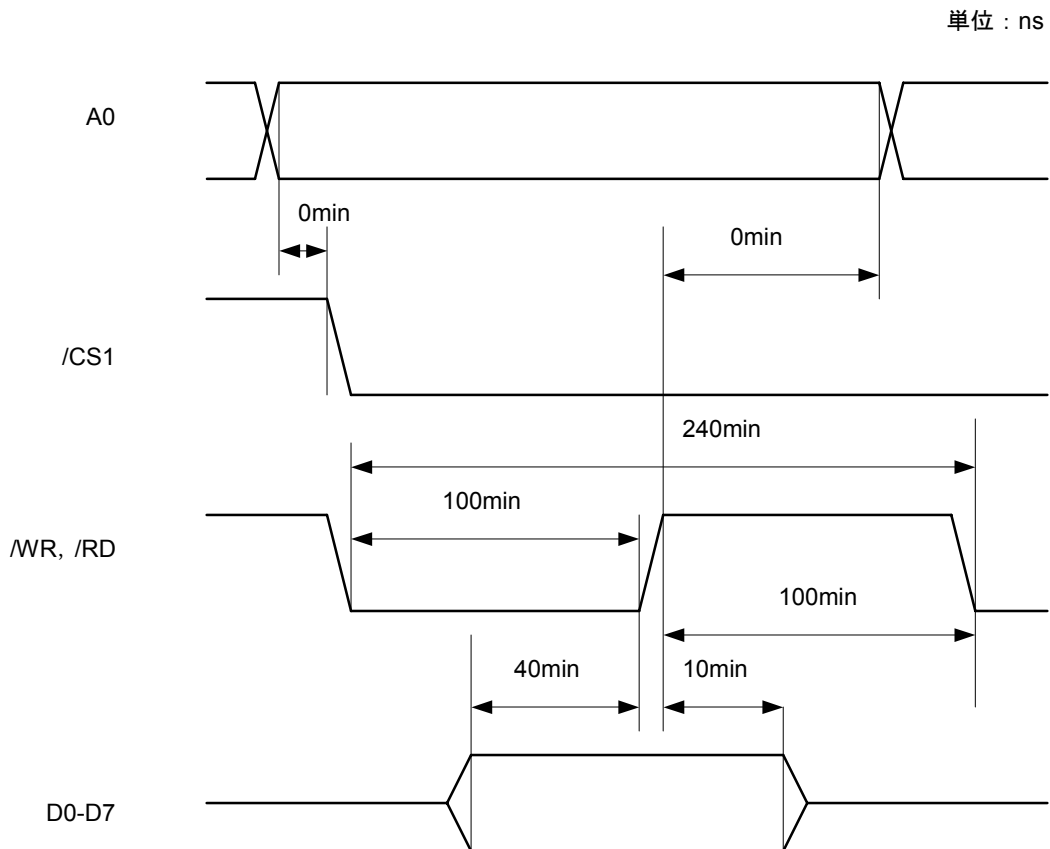 単位：ns
A0
0min
0min
/CS1
240min
100min
/WR, /RD
100min
40min
10min
D0-D7